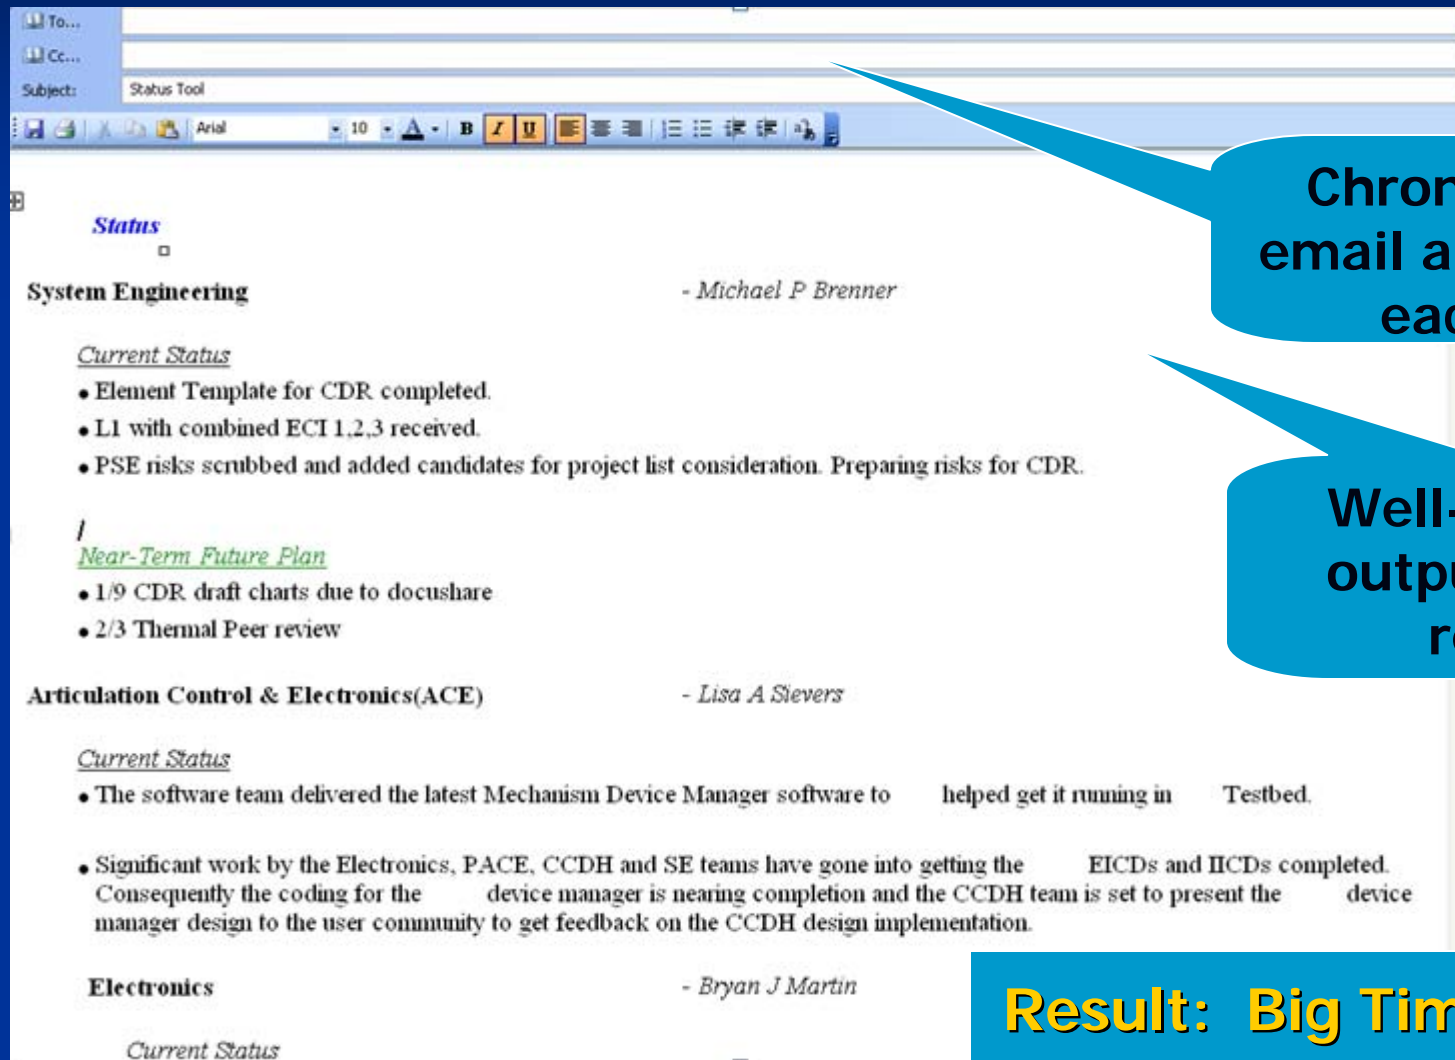 To...
Cc...
Subject: Status Tool
Arial 10 A B I U
Status
System Engineering - Michael P Brenner
Current Status
• Element Template for CDR completed.
• L1 with combined ECI 1,2,3 received.
• PSE risks scrubbed and added candidates for project list consideration. Preparing risks for CDR.
Near-Term Future Plan
• 1/9 CDR draft charts due to docushare
• 2/3 Thermal Peer review
Articulation Control & Electronics(ACE) - Lisa A Sievers
Current Status
• The software team delivered the latest Mechanism Device Manager software to helped get it running in Testbed.
• Significant work by the Electronics, PACE, CCDH and SE teams have gone into getting the EICDs and IICDs completed.
Consequently the coding for the device manager is nearing completion and the CCDH team is set to present the device
manager design to the user community to get feedback on the CCDH design implementation.
Electronics - Bryan J Martin
Current Status
Chron
email a
eac
Well-
outpu
re
Result: Big Tim